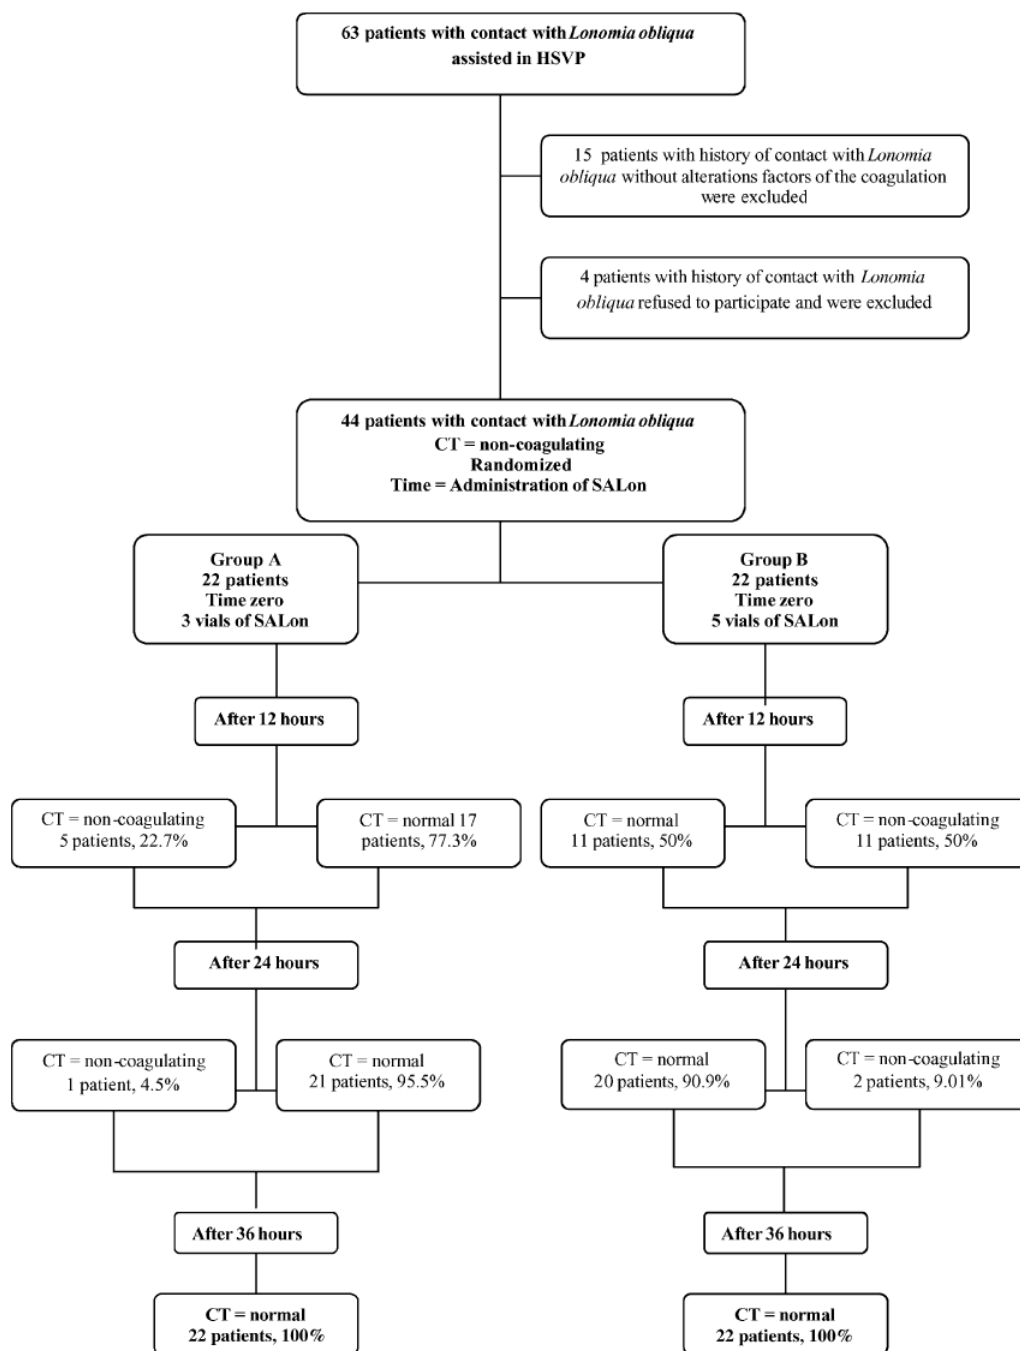 63 patients with contact with Lonomia obliqua
assisted in HSVP
15 patients with history of contact with Lonomia
obliqua without alterations factors of the coagulation
were excluded
4 patients with history of contact with Lonomia
obliqua refused to participate and were excluded
44 patients with contact with Lonomia obliqua
CT = non-coagulating
Randomized
Time = Administration of SALon
Group A
22 patients
Time zero
3 vials of SALon
Group B
22 patients
Time zero
5 vials of SALon
After 12 hours
After 12 hours
CT = non-coagulating
5 patients, 22.7%
CT = normal 17
patients, 77.3%
CT = normal
11 patients, 50%
CT = non-coagulating
11 patients, 50%
After 24 hours
After 24 hours
CT = non-coagulating
1 patient, 4.5%
CT = normal
21 patients, 95.5%
CT = normal
20 patients, 90.9%
CT = non-coagulating
2 patients, 9.01%
After 36 hours
After 36 hours
CT = normal
22 patients, 100%
CT = normal
22 patients, 100%